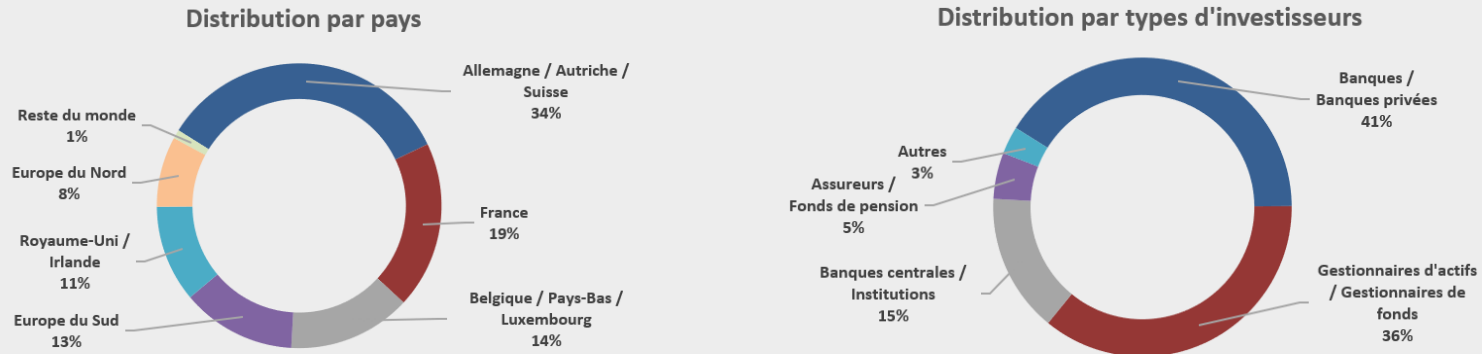 Distribution par pays
Allemagne / Autriche /
Suisse
34%
France
19%
Belgique / Pays-Bas /
Luxembourg
14%
Europe du Sud
13%
Royaume-Uni /
Irlande
11%
Europe du Nord
8%
Reste du monde
1%
Distribution par types d'investisseurs
Banques /
Banques privées
41%
Gestionnaires d'actifs
/ Gestionnaires de
fonds
36%
Banques centrales /
Institutions
15%
Assureurs /
Fonds de pension
5%
Autres
3%